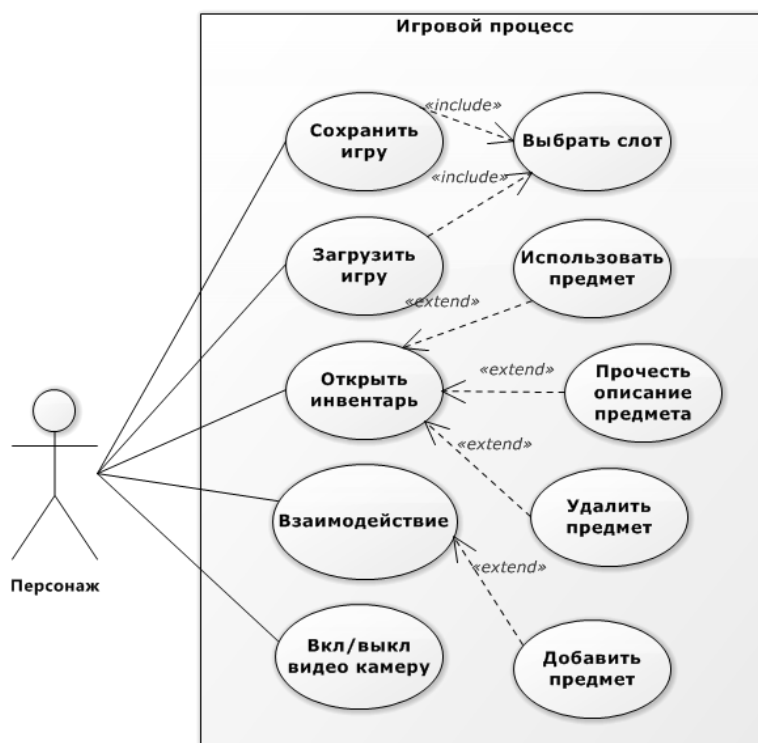 Игровой процесс
«include»
Сохранить
игру
Выбрать слот
«include»
Загрузить
игру
Использовать
предмет
«extend»
Открыть
инвентарь
«extend»
Прочесть
описание
предмета
«extend»
Удалить
предмет
Взаимодействие
«extend»
Персонаж
Вкл/выкл
видео камеру
Добавить
предмет